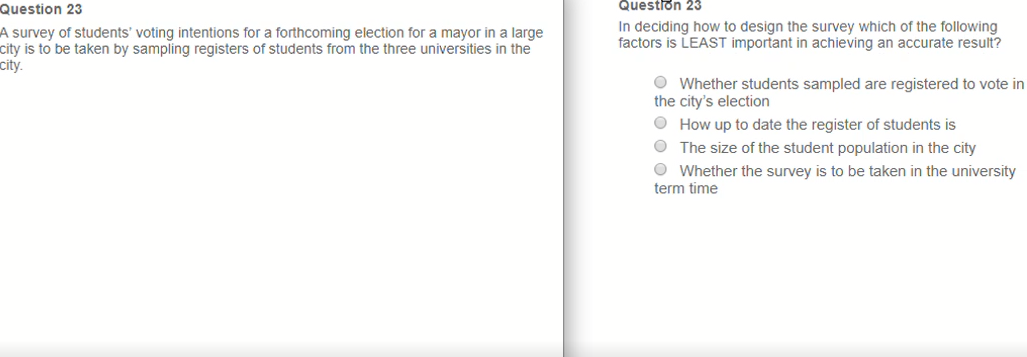 Question 23
A survey of students' voting intentions for a forthcoming election for a mayor in a large
city is to be taken by sampling registers of students from the three universities in the
city.
Question 23
In deciding how to design the survey which of the following
factors is LEAST important in achieving an accurate result?
Whether students sampled are registered to vote in
the city's election
How up to date the register of students is
The size of the student population in the city
Whether the survey is to be taken in the university
term time